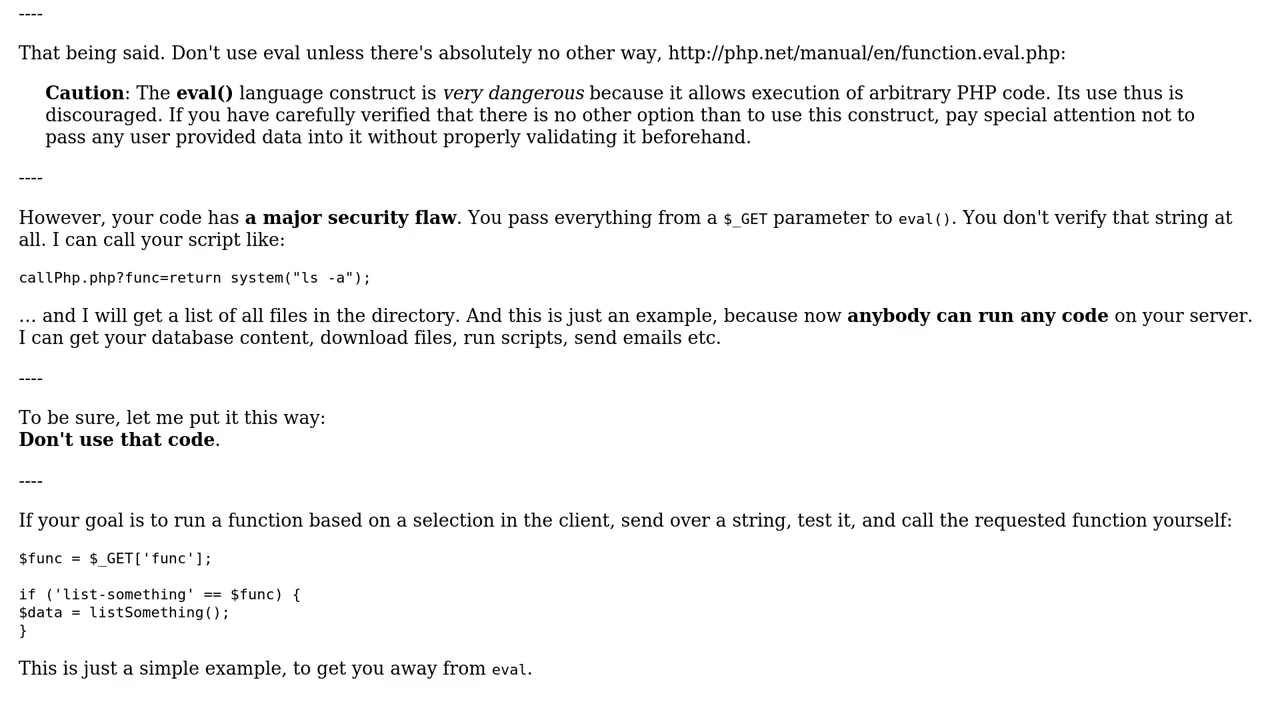 ----
That being said. Don't use eval unless there's absolutely no other way, http://php.net/manual/en/function.eval.php:
Caution: The eval() language construct is very dangerous because it allows execution of arbitrary PHP code. Its use thus is
discouraged. If you have carefully verified that there is no other option than to use this construct, pay special attention not to
pass any user provided data into it without properly validating it beforehand.
----
However, your code has a major security flaw. You pass everything from a $_GET parameter to eval(). You don't verify that string at
all. I can call your script like:
callPhp.php?func=return system("ls -a");
... and I will get a list of all files in the directory. And this is just an example, because now anybody can run any code on your server.
I can get your database content, download files, run scripts, send emails etc.
----
To be sure, let me put it this way:
Don't use that code.
----
If your goal is to run a function based on a selection in the client, send over a string, test it, and call the requested function yourself:
$func = $_GET['func'];
if ('list-something' == $func) {
$data = listSomething();
}
This is just a simple example, to get you away from eval.